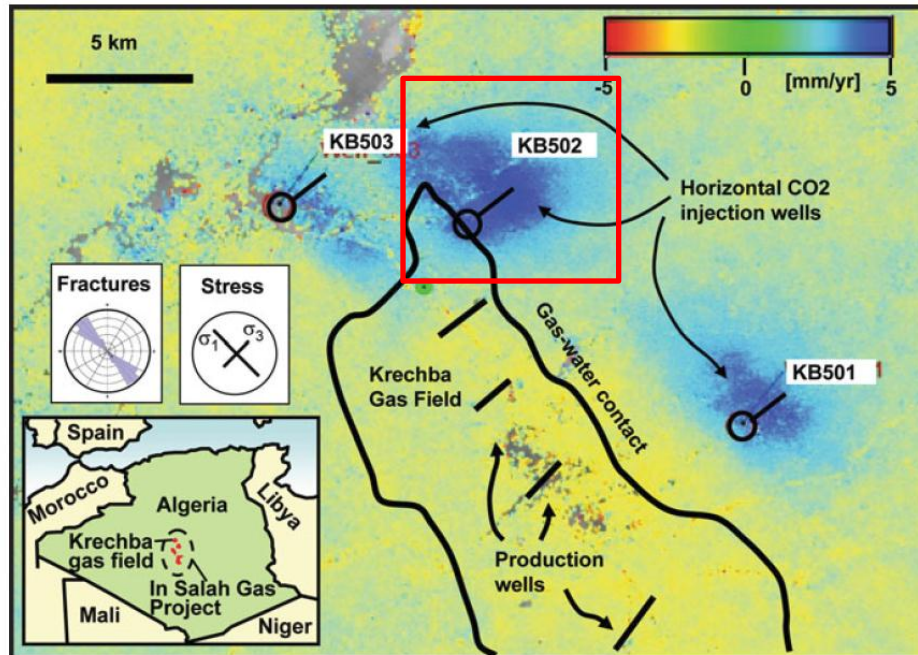 5 km
-5
0
5
[mm/yr]
KB503
KB502
Horizontal CO2
injection wells
Fractures
Stress
σ1
σ3
Gas-water contact
Krechba
Gas Field
KB501
Production
wells
Spain
Morocco
Algeria
Libya
Krechba
gas field
In Salah Gas
Project
Mali
Niger